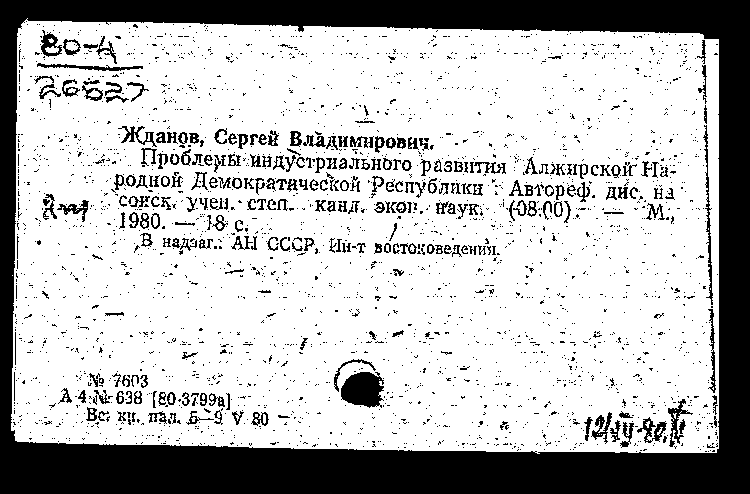 80-4
26527
Жданов, Сергей Владимирович.
Проблемы индустриального развития Алжирской На-
родной Демократической Республики : Автореф. дис. на
соиск. учен. степ. канд. экон. наук. (08.00) — М.,
1980. — 18 с.
В надзаг.: АН СССР, Ин-т востоковедения.
№ 7603
А 4 № 638 [80-3799а]
Вс. кн. пал. 5—9 V 80